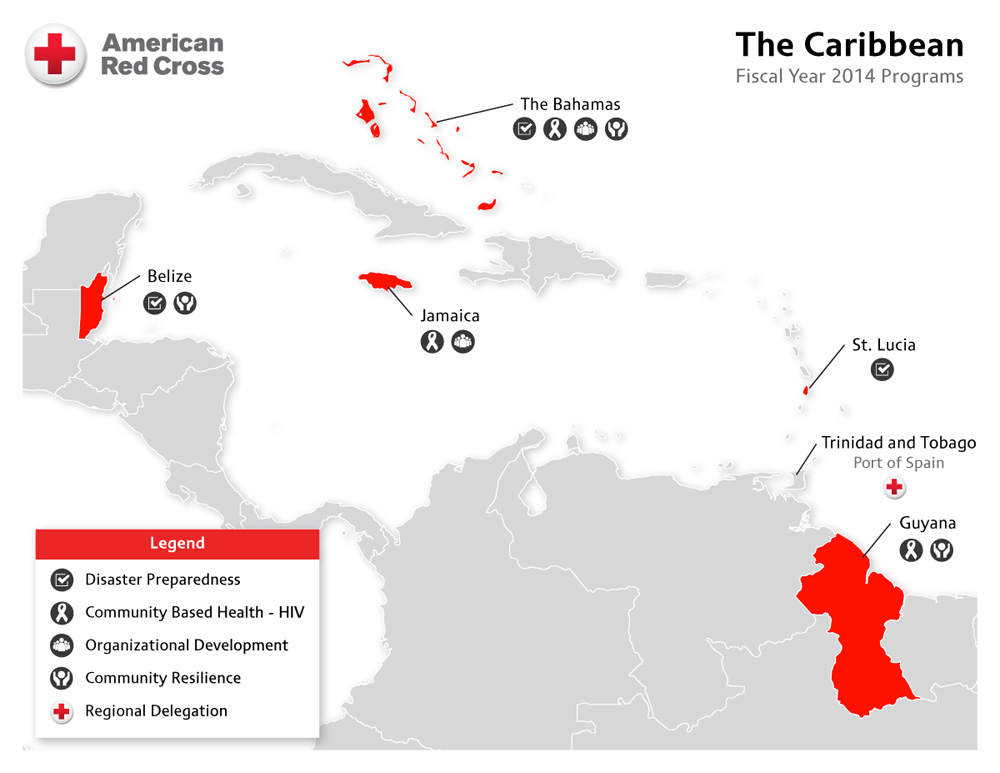 American
Red Cross
The Caribbean
Fiscal Year 2014 Programs
The Bahamas
Belize
Jamaica
St. Lucia
Trinidad and Tobago
Port of Spain
Guyana
Legend
Disaster Preparedness
Community Based Health - HIV
Organizational Development
Community Resilience
Regional Delegation